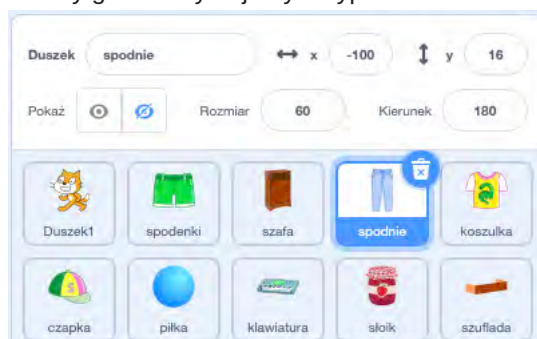 Duszek spodnie x -100 y 16
Pokaż Rozmiar 60 Kierunek 180
Duszek1 spodenki szafa spodnie koszulka
czapka piłka klawiatura słoik szuflada